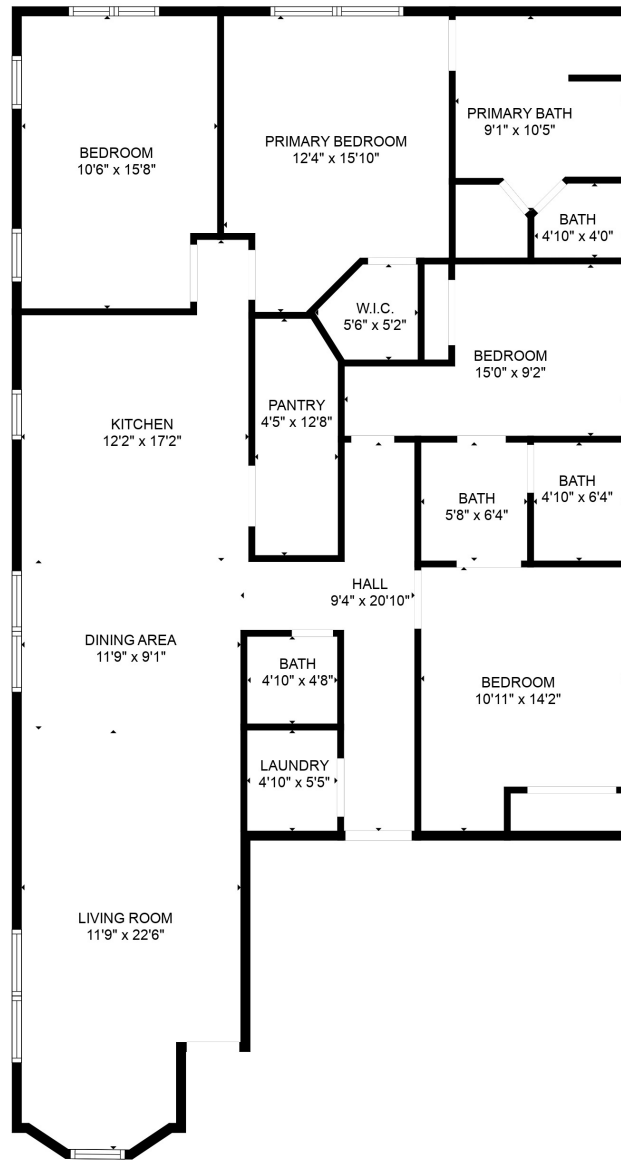 PRIMARY BATH
9'1" x 10'5"
PRIMARY BEDROOM
12'4" x 15'10"
BEDROOM
10'6" x 15'8"
BATH
4'10" x 4'0"
W.I.C.
5'6" x 5'2"
BEDROOM
15'0" x 9'2"
PANTRY
4'5" x 12'8"
KITCHEN
12'2" x 17'2"
BATH
4'10" x 6'4"
BATH
5'8" x 6'4"
HALL
9'4" x 20'10"
DINING AREA
11'9" x 9'1"
BATH
4'10" x 4'8"
BEDROOM
10'11" x 14'2"
LAUNDRY
4'10" x 5'5"
LIVING ROOM
11'9" x 22'6"